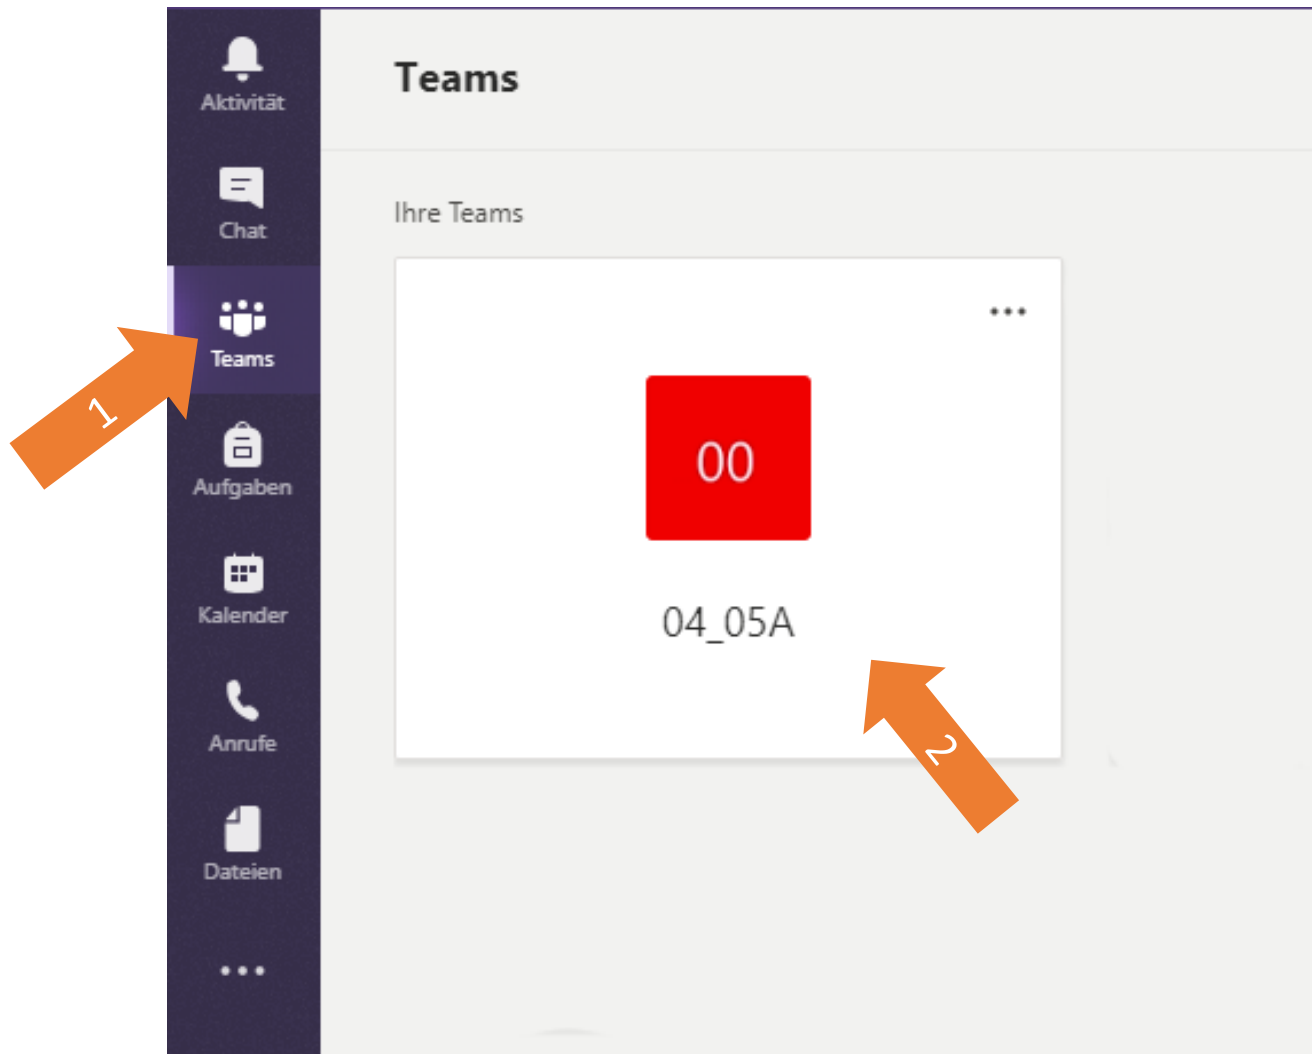 Aktivität
Chat
Teams
Aufgaben
Kalender
Anrufe
Dateien
1
Teams
Ihre Teams
00
04_05A
2